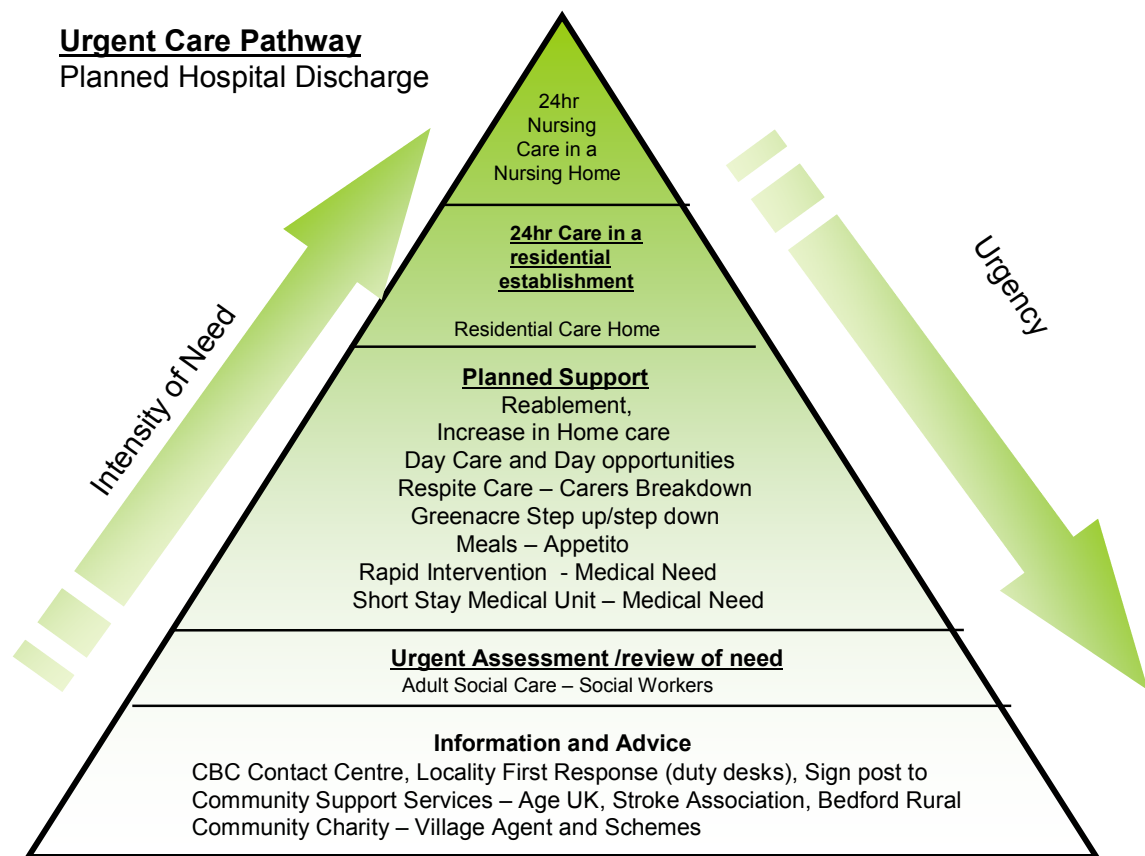 Urgent Care Pathway
Planned Hospital Discharge
24hr
Nursing
Care in a
Nursing Home
24hr Care in a
residential
establishment
Residential Care Home
Intensity of Need
Urgency
Planned Support
Reablement,
Increase in Home care
Day Care and Day opportunities
Respite Care – Carers Breakdown
Greenacre Step up/step down
Meals – Appetito
Rapid Intervention  - Medical Need
Short Stay Medical Unit – Medical Need
Urgent Assessment /review of need
Adult Social Care – Social Workers
Information and Advice
CBC Contact Centre, Locality First Response (duty desks), Sign post to
Community Support Services – Age UK, Stroke Association, Bedford Rural
Community Charity – Village Agent and Schemes